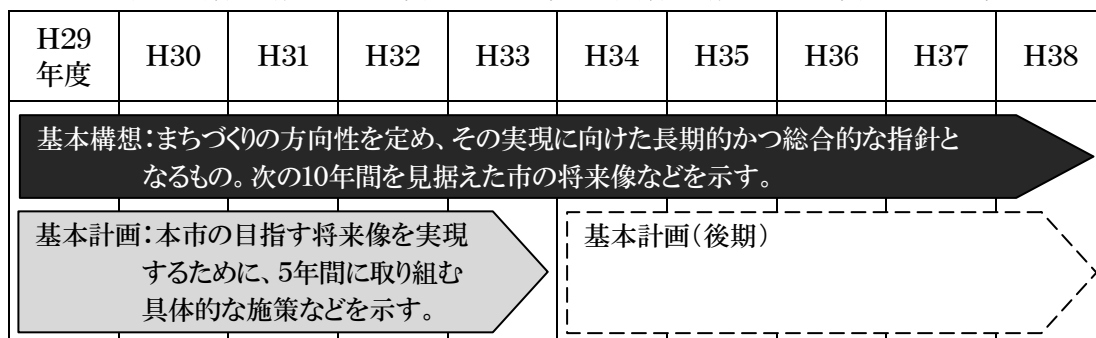 H29
年度
H30
H31
H32
H33
H34
H35
H36
H37
H38
基本構想：まちづくりの方向性を定め、その実現に向けた長期的かつ総合的な指針と
なるもの。次の10年間を見据えた市の将来像などを示す。
基本計画：本市の目指す将来像を実現
するために、5年間に取り組む
具体的な施策などを示す。
基本計画（後期）